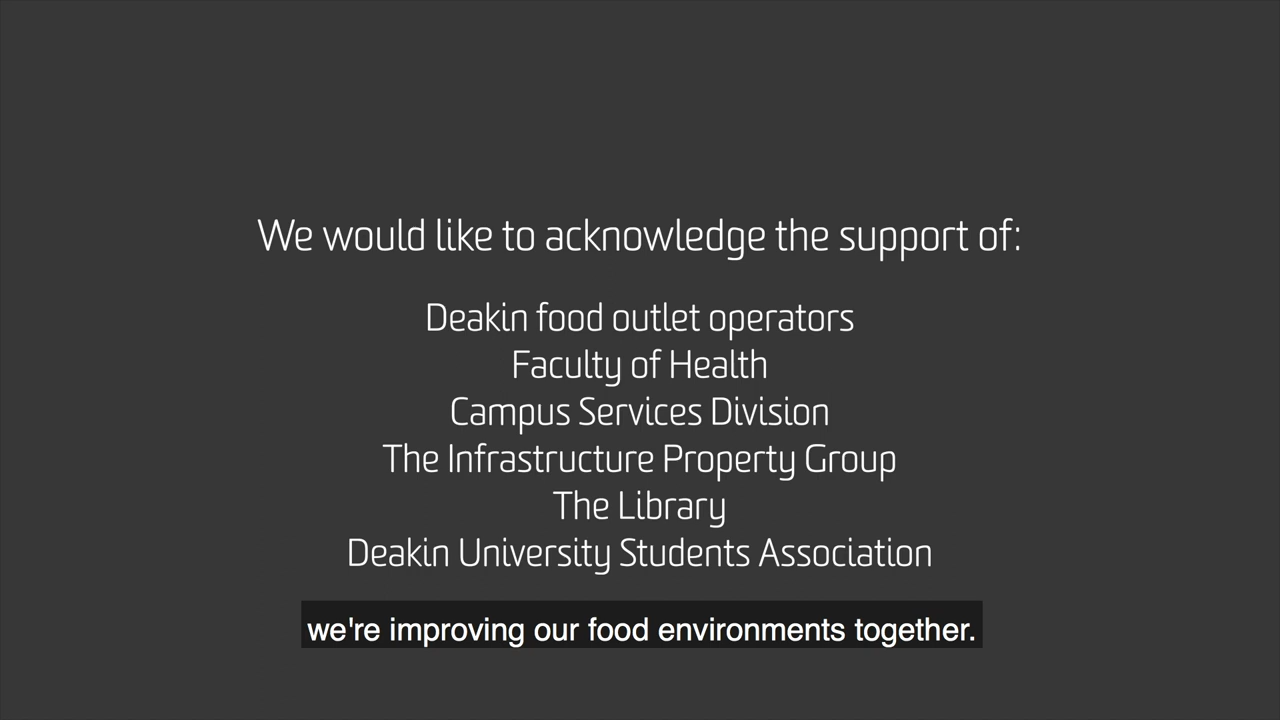 We would like to acknowledge the support of:
Deakin food outlet operators
Faculty of Health
Campus Services Division
The Infrastructure Property Group
The Library
Deakin University Students Association
we're improving our food environments together.